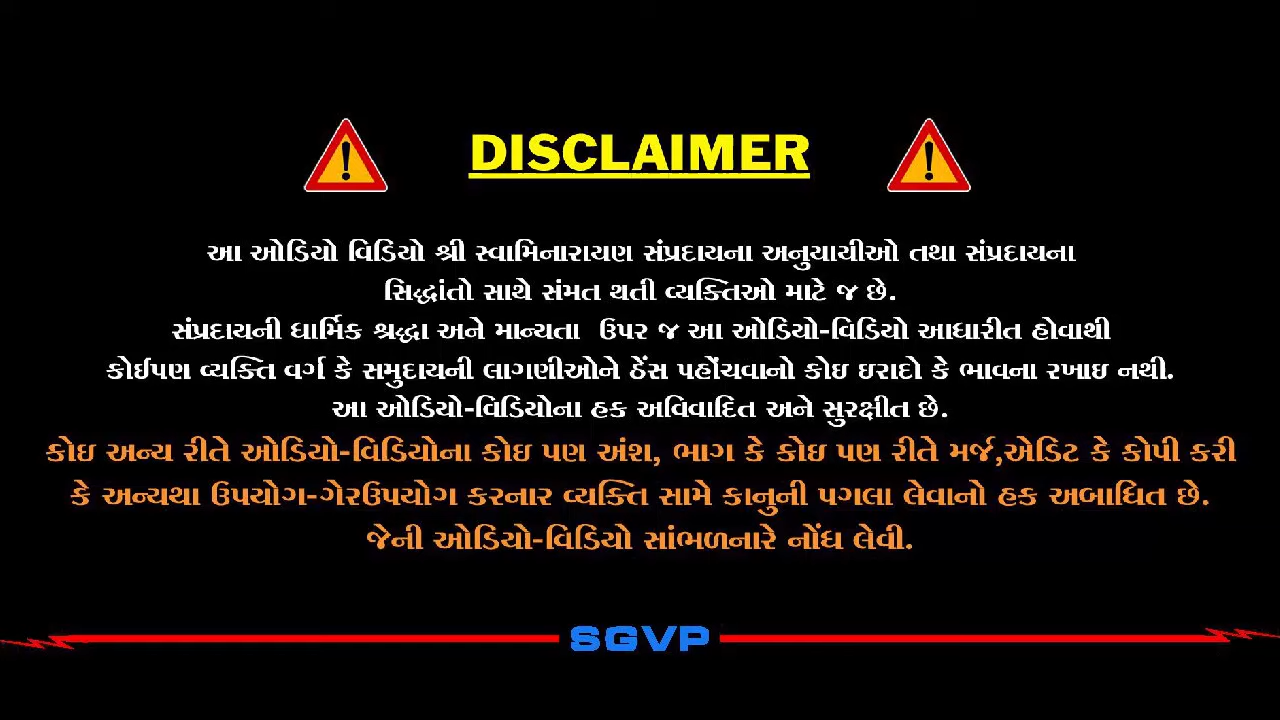 DISCLAIMER
આ ઓડિયો વિડિયો શ્રી સ્વામિનારાયણ સંપ્રદાયના અનુયાયીઓ તથા સંપ્રદાયના
સિદ્ધાંતો સાથે સંમત થતી વ્યક્તિઓ માટે જ છે.
સંપ્રદાયની ધાર્મિક શ્રદ્ધા અને માન્યતા ઉપર જ આ ઓડિયો-વિડિયો આધારીત હોવાથી
કોઈપણ વ્યક્તિ વર્ગ કે સમુદાયની લાગણીઓને ઠેંસ પહોંચવાનો કોઇ ઇરાદો કે ભાવના રખાઇ નથી.
આ ઓડિયો-વિડિયોના હક અવિવાદિત અને સુરક્ષીત છે.
કોઇ અન્ય રીતે ઓડિયો-વિડિયોના કોઇ પણ અંશ, ભાગ કે કોઇ પણ રીતે મર્જ,એડિટ કે કોપી કરી
કે અન્યથા ઉપયોગ-ગેરઉપયોગ કરનાર વ્યક્તિ સામે કાનુની પગલા લેવાનો હક અબાધિત છે.
જેની ઓડિયો-વિડિયો સાંભળનારે નોંધ લેવી.
SGVP